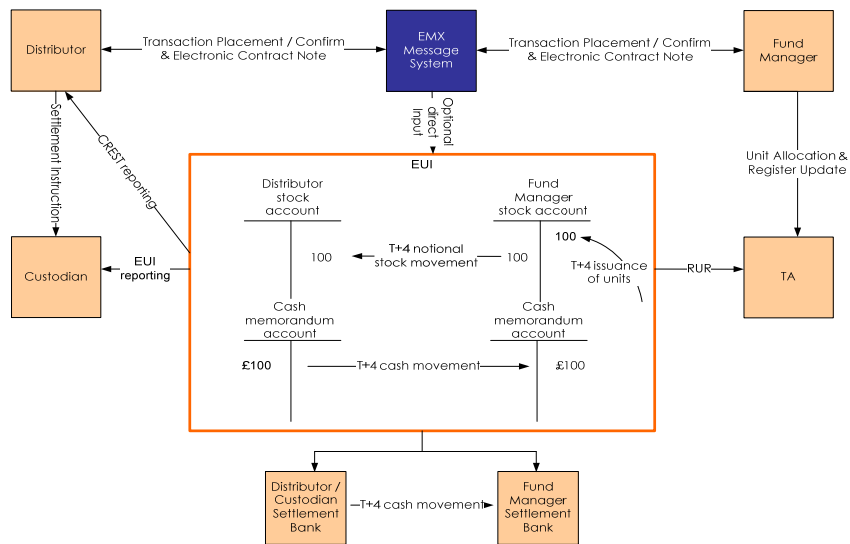 Distributor
Transaction Placement / Confirm
& Electronic Contract Note
EMX
Message
System
Transaction Placement / Confirm
& Electronic Contract Note
Fund
Manager
Settlement Instruction
CREST reporting
Optional
direct
Input
Unit Allocation &
Register Update
EUI
Distributor
stock
account
Fund
Manager
stock account
100
T+4 notional
stock movement
100
100
T+4 issuance
of units
Custodian
EUI
reporting
RUR
TA
Cash
memorandum
account
Cash
memorandum
account
£100
T+4 cash movement
£100
Distributor /
Custodian
Settlement
Bank
T+4 cash movement
Fund
Manager
Settlement
Bank